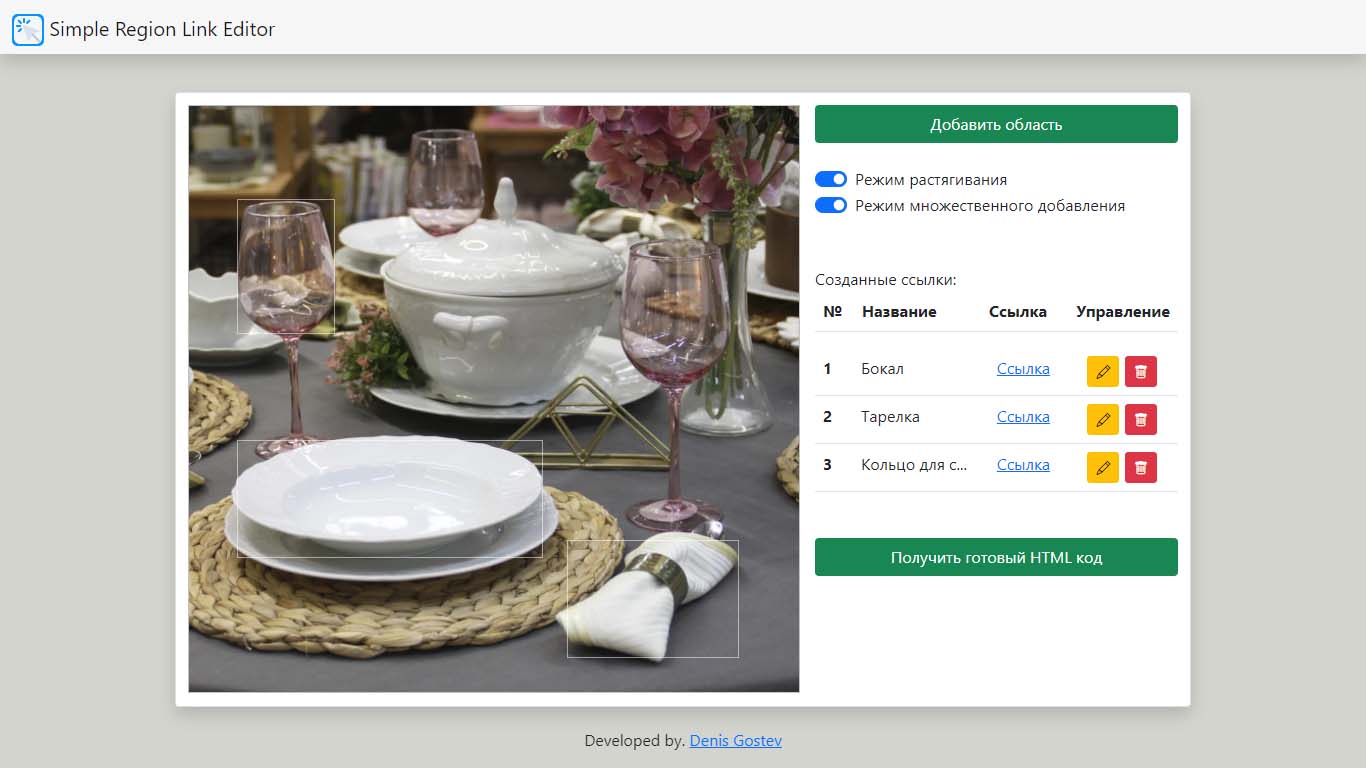 Simple Region Link Editor
Добавить область
Режим растягивания
Режим множественного добавления
Созданные ссылки:
№ Название Ссылка Управление
1 Бокал Ссылка
2 Тарелка Ссылка
3 Кольцо для с... Ссылка
Получить готовый HTML код
Developed by. Denis Gostev